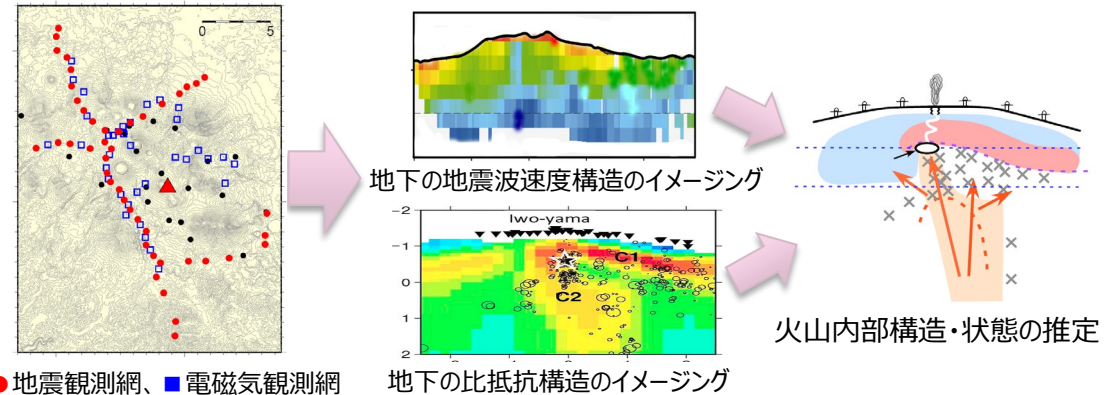 0 5
●地震観測網、■電磁気観測網
地下の地震波速度構造のイメージング
Iwo-yama
−2
−1
0
1
2
C1
C2
地下の比抵抗構造のイメージング
火山内部構造・状態の推定